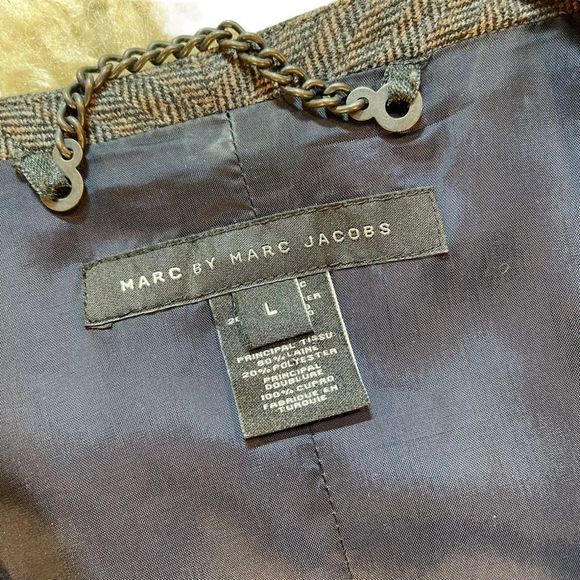 MARC BY MARC JACOBS
L
PRINCIPAL TISSU
80% LAINE
20% POLYESTER
PRINCIPAL
DOUBLURE
100% CUPRO
FABRIQUE EN
TURQUIE